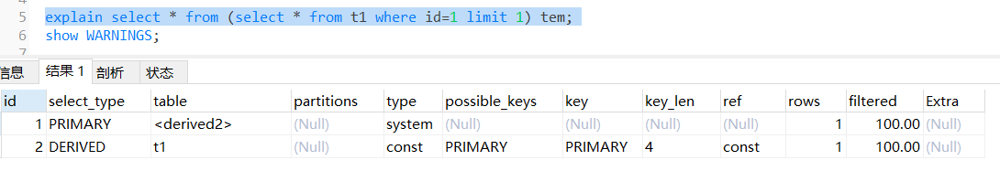 5 explain select * from (select * from t1 where id=1 limit 1) tem;
6 show WARNINGS;
7
信息 结果 1 剖析 状态
id select_type table partitions type possible_keys key key_len ref rows filtered Extra
1 PRIMARY <derived2> (Null) system (Null) (Null) (Null) (Null) 1 100.00 (Null)
2 DERIVED t1 (Null) const PRIMARY PRIMARY 4 const 1 100.00 (Null)